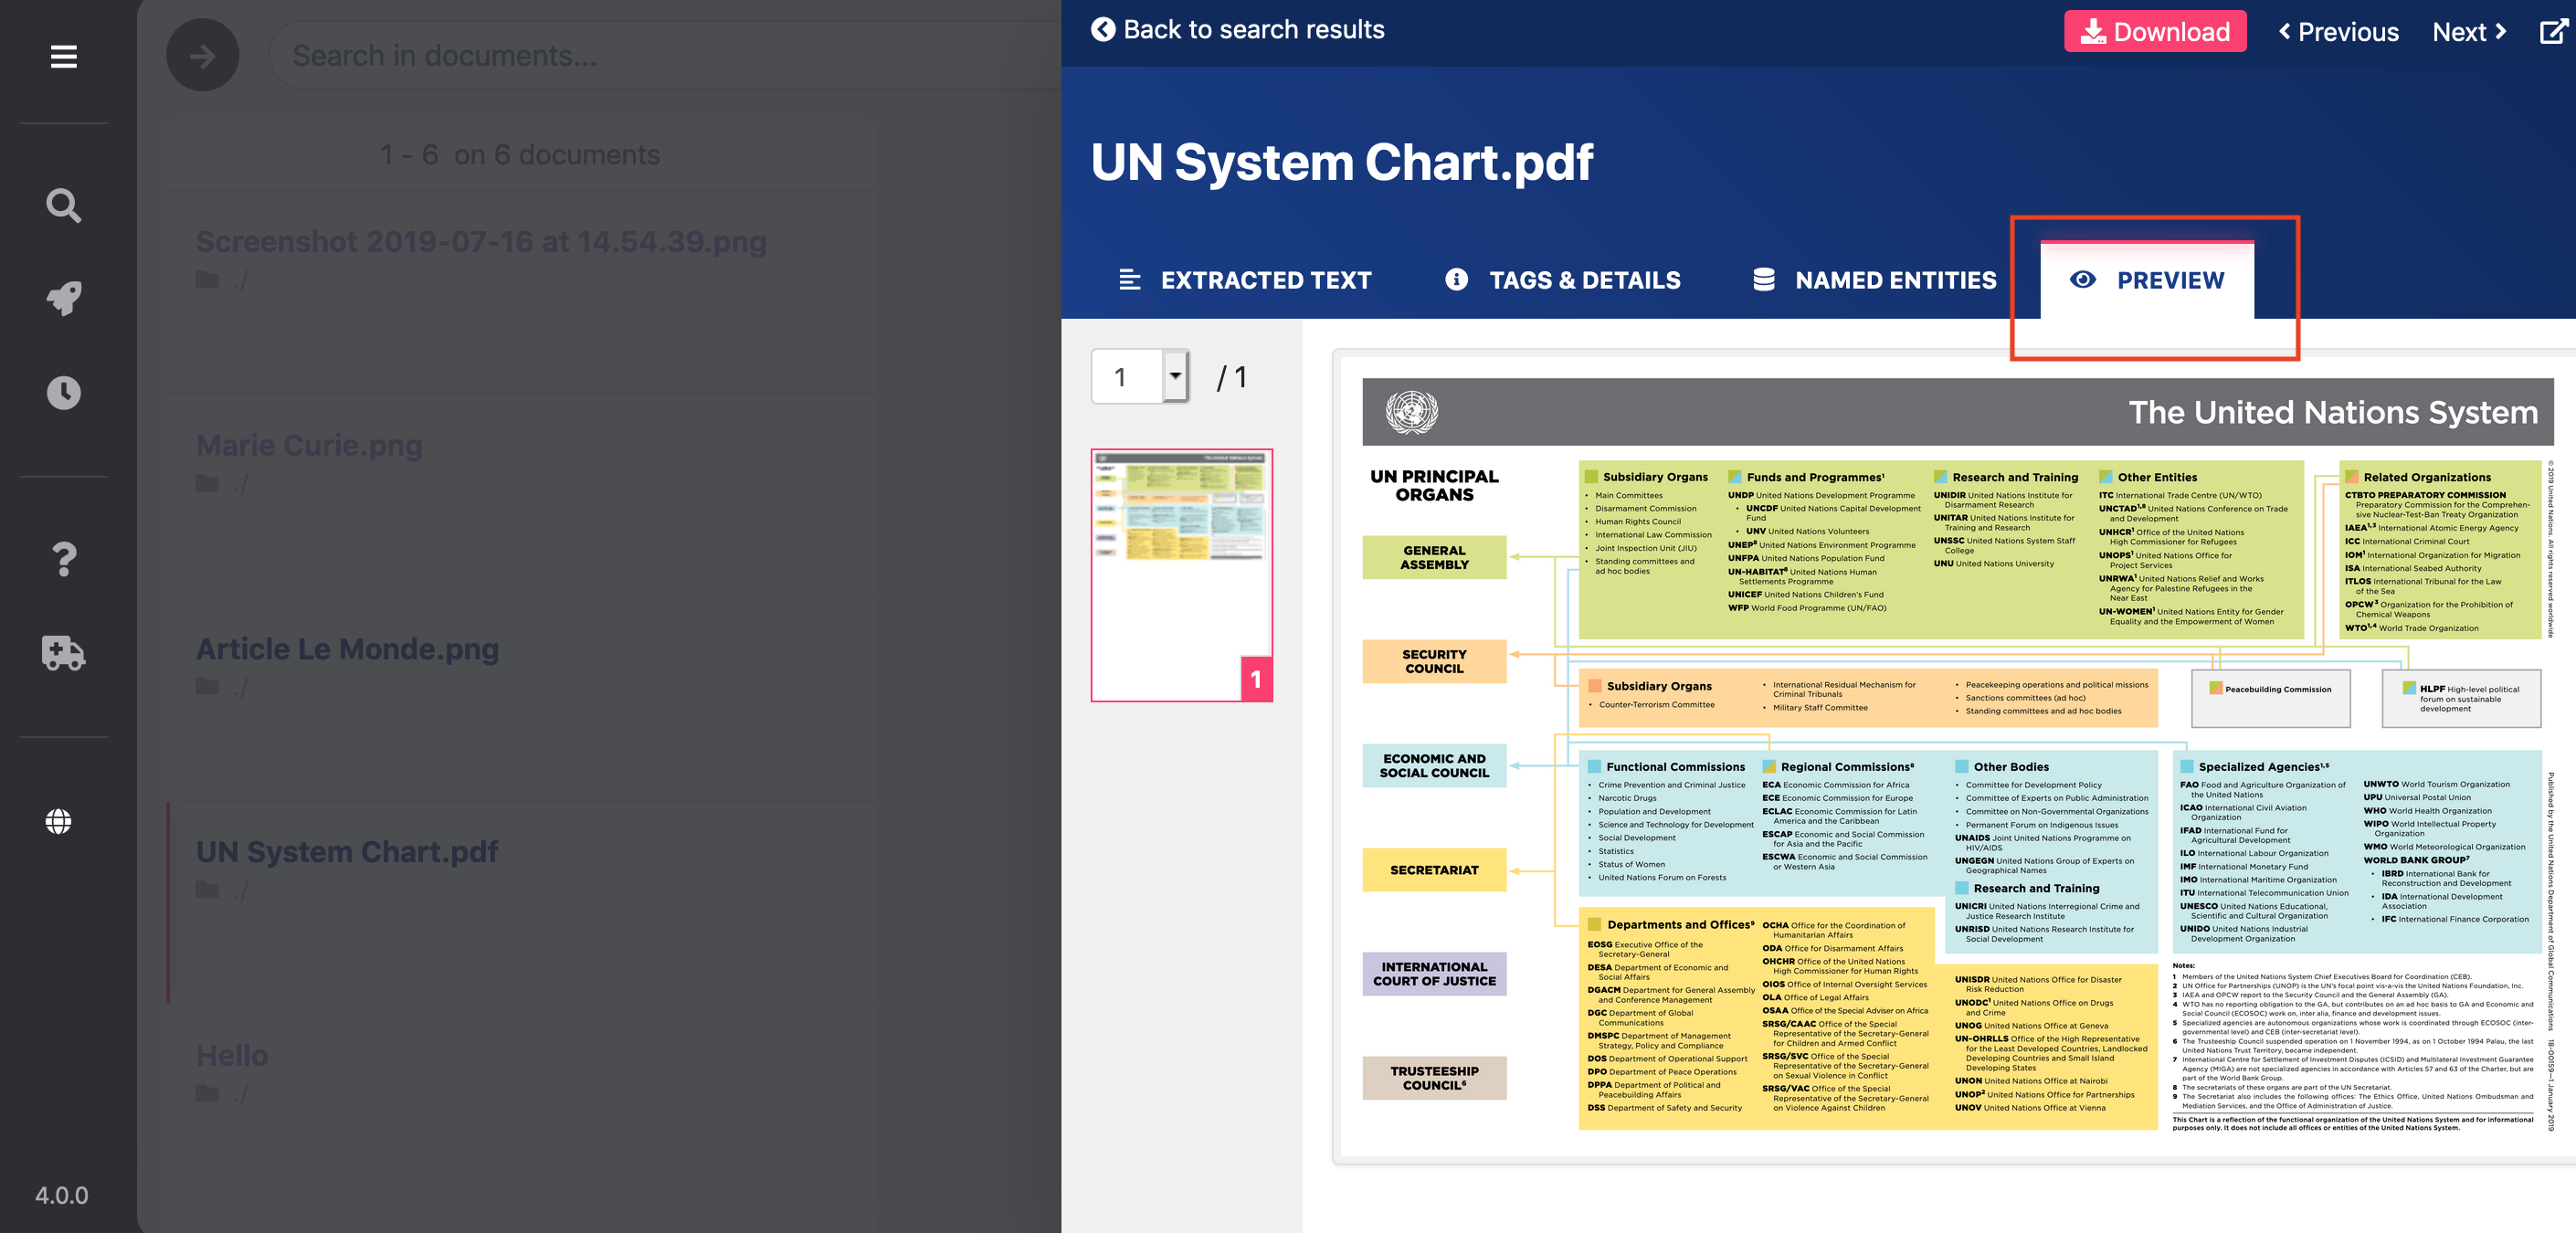 Search in documents...
1 - 6 on 6 documents
Screenshot 2019-07-16 at 14.54.39.png
./
Marie Curie.png
./
Article Le Monde.png
./
UN System Chart.pdf
./
Hello
./
4.0.0
Back to search results
Download
Previous
Next
UN System Chart.pdf
EXTRACTED TEXT
TAGS & DETAILS
NAMED ENTITIES
PREVIEW
1
/ 1
1
The United Nations System
UN PRINCIPAL
ORGANS
GENERAL
ASSEMBLY
SECURITY
COUNCIL
ECONOMIC AND
SOCIAL COUNCIL
SECRETARIAT
INTERNATIONAL
COURT OF JUSTICE
TRUSTEESHIP
COUNCIL⁶
Subsidiary Organs
• Main Committees
• Disarmament Commission
• Human Rights Council
• International Law Commission
• Joint Inspection Unit (JIU)
• Standing committees and
ad hoc bodies
Funds and Programmes¹
UNDP United Nations Development Programme
• UNCDF United Nations Capital Development
Fund
• UNV United Nations Volunteers
UNEP⁸ United Nations Environment Programme
UNFPA United Nations Population Fund
UN-HABITAT⁸ United Nations Human
Settlements Programme
UNICEF United Nations Children's Fund
WFP World Food Programme (UN/FAO)
Research and Training
UNIDIR United Nations Institute for
Disarmament Research
UNITAR United Nations Institute for
Training and Research
UNSSC United Nations System Staff
College
UNU United Nations University
Other Entities
ITC International Trade Centre (UN/WTO)
UNCTAD¹,⁸ United Nations Conference on Trade
and Development
UNHCR¹ Office of the United Nations
High Commissioner for Refugees
UNOPS¹ United Nations Office for
Project Services
UNRWA¹ United Nations Relief and Works
Agency for Palestine Refugees in the
Near East
UN-WOMEN¹ United Nations Entity for Gender
Equality and the Empowerment of Women
Related Organizations
CTBTO PREPARATORY COMMISSION
Preparatory Commission for the Comprehen-
sive Nuclear-Test-Ban Treaty Organization
IAEA¹,³ International Atomic Energy Agency
ICC International Criminal Court
IOM¹ International Organization for Migration
ISA International Seabed Authority
ITLOS International Tribunal for the Law
of the Sea
OPCW³ Organization for the Prohibition of
Chemical Weapons
WTO¹,⁴ World Trade Organization
Subsidiary Organs
• Counter-Terrorism Committee
• International Residual Mechanism for
Criminal Tribunals
• Military Staff Committee
• Peacekeeping operations and political missions
• Sanctions committees (ad hoc)
• Standing committees and ad hoc bodies
Peacebuilding Commission
HLPF High-level political
forum on sustainable
development
Functional Commissions
• Crime Prevention and Criminal Justice
• Narcotic Drugs
• Population and Development
• Science and Technology for Development
• Social Development
• Statistics
• Status of Women
• United Nations Forum on Forests
Regional Commissions⁸
ECA Economic Commission for Africa
ECE Economic Commission for Europe
ECLAC Economic Commission for Latin
America and the Caribbean
ESCAP Economic and Social Commission
for Asia and the Pacific
ESCWA Economic and Social Commission
for Western Asia
Other Bodies
• Committee for Development Policy
• Committee of Experts on Public Administration
• Committee on Non-Governmental Organizations
• Permanent Forum on Indigenous Issues
UNAIDS Joint United Nations Programme on
HIV/AIDS
UNGEGN United Nations Group of Experts on
Geographical Names
Research and Training
UNICRI United Nations Interregional Crime and
Justice Research Institute
UNRISD United Nations Research Institute for
Social Development
Specialized Agencies¹,⁵
FAO Food and Agriculture Organization of
the United Nations
ICAO International Civil Aviation
Organization
IFAD International Fund for
Agricultural Development
ILO International Labour Organization
IMF International Monetary Fund
IMO International Maritime Organization
ITU International Telecommunication Union
UNESCO United Nations Educational,
Scientific and Cultural Organization
UNIDO United Nations Industrial
Development Organization
UNWTO World Tourism Organization
UPU Universal Postal Union
WHO World Health Organization
WIPO World Intellectual Property
Organization
WMO World Meteorological Organization
WORLD BANK GROUP⁷
• IBRD International Bank for
Reconstruction and Development
• IDA International Development
Association
• IFC International Finance Corporation
Departments and Offices⁹
EOSG Executive Office of the
Secretary-General
DESA Department of Economic and
Social Affairs
DGACM Department for General Assembly
and Conference Management
DGC Department of Global
Communications
DMSPC Department of Management
Strategy, Policy and Compliance
DOS Department of Operational Support
DPO Department of Peace Operations
DPPA Department of Political and
Peacebuilding Affairs
DSS Department of Safety and Security
OCHA Office for the Coordination of
Humanitarian Affairs
ODA Office for Disarmament Affairs
OHCHR Office of the United Nations
High Commissioner for Human Rights
OIOS Office of Internal Oversight Services
OLA Office of Legal Affairs
OSAA Office of the Special Adviser on Africa
SRSG/CAAC Office of the Special
Representative of the Secretary-General
for Children and Armed Conflict
SRSG/SVC Office of the Special
Representative of the Secretary-General
on Sexual Violence in Conflict
SRSG/VAC Office of the Special
Representative of the Secretary-General
on Violence Against Children
UNISDR United Nations Office for Disaster
Risk Reduction
UNODC¹ United Nations Office on Drugs
and Crime
UNOG United Nations Office at Geneva
UN-OHRLLS Office of the High Representative
for the Least Developed Countries, Landlocked
Developing Countries and Small Island
Developing States
UNON United Nations Office at Nairobi
UNOP² United Nations Office for Partnerships
UNOV United Nations Office at Vienna
Notes:
1 Members of the United Nations System Chief Executives Board for Coordination (CEB).
2 UN Office for Partnerships (UNOP) is the UN's focal point vis-a-vis the United Nations Foundation, Inc.
3 IAEA and OPCW report to the Security Council and the General Assembly (GA).
4 WTO has no reporting obligation to the GA, but contributes on an ad hoc basis to GA and Economic and
Social Council (ECOSOC) work on, inter alia, finance and development issues.
5 Specialized agencies are autonomous organizations whose work is coordinated through ECOSOC (inter-
governmental level) and CEB (inter-secretariat level).
6 The Trusteeship Council suspended operation on 1 November 1994, as on 1 October 1994 Palau, the last
United Nations Trust Territory, became independent.
7 International Centre for Settlement of Investment Disputes (ICSID) and Multilateral Investment Guarantee
Agency (MIGA) are not specialized agencies in accordance with Articles 57 and 63 of the Charter, but are
part of the World Bank Group.
8 The secretariats of these organs are part of the UN Secretariat.
9 The Secretariat also includes the following offices: The Ethics Office, United Nations Ombudsman and
Mediation Services, and the Office of Administration of Justice.
This Chart is a reflection of the functional organization of the United Nations System and for informational
purposes only. It does not include all offices or entities of the United Nations System.
© 2019 United Nations. All rights reserved worldwide
Published by the United Nations Department of Global Communications 18-00159—1 January 2019